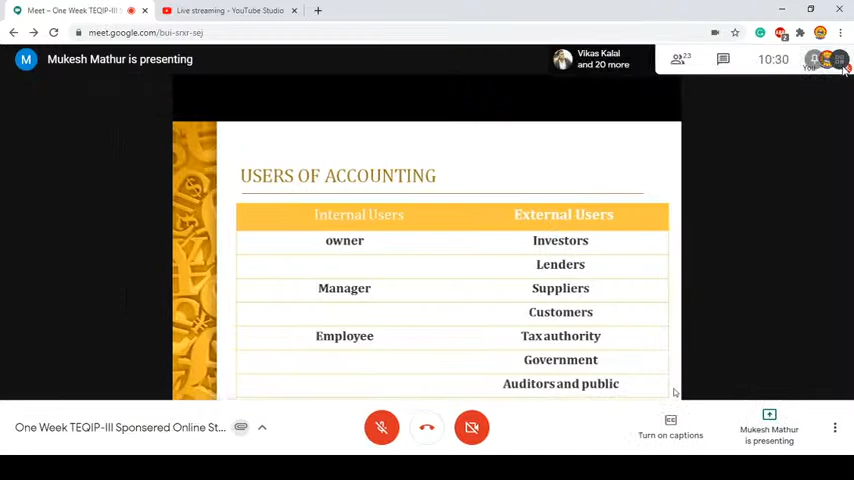 Meet – One Week TEQIP-III S
Live streaming - YouTube Studio
meet.google.com/bui-srxr-sej
M Mukesh Mathur is presenting
Vikas Kalal
and 20 more
23
10:30
You
USERS OF ACCOUNTING
Internal Users External Users
owner Investors
Lenders
Manager Suppliers
Customers
Employee Tax authority
Government
Auditors and public
One Week TEQIP-III Sponsered Online St...
Turn on captions
Mukesh Mathur
is presenting